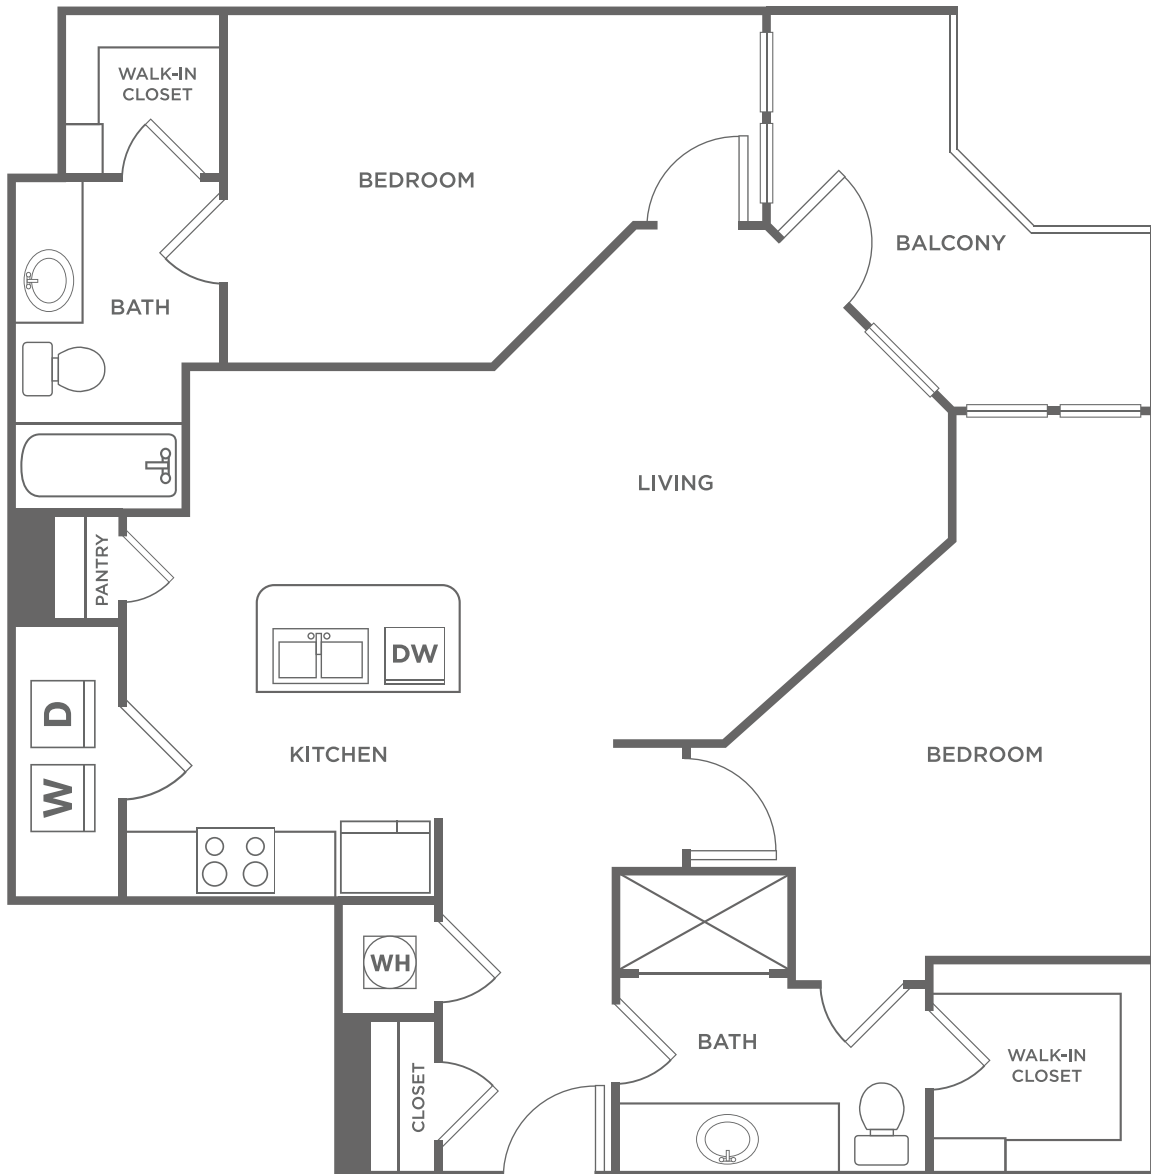 WALK-IN
CLOSET
BEDROOM
BALCONY
BATH
LIVING
PANTRY
DW
D
KITCHEN
BEDROOM
W
WH
BATH
WALK-IN
CLOSET
CLOSET